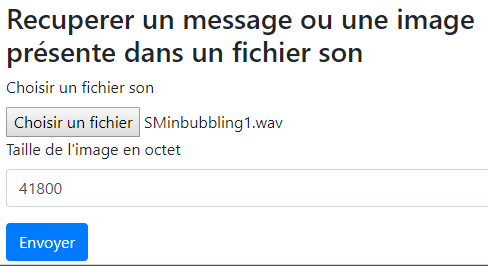 Recuperer un message ou une image
présente dans un fichier son
Choisir un fichier son
Choisir un fichier SMinbubbling1.wav
Taille de l'image en octet
41800
Envoyer